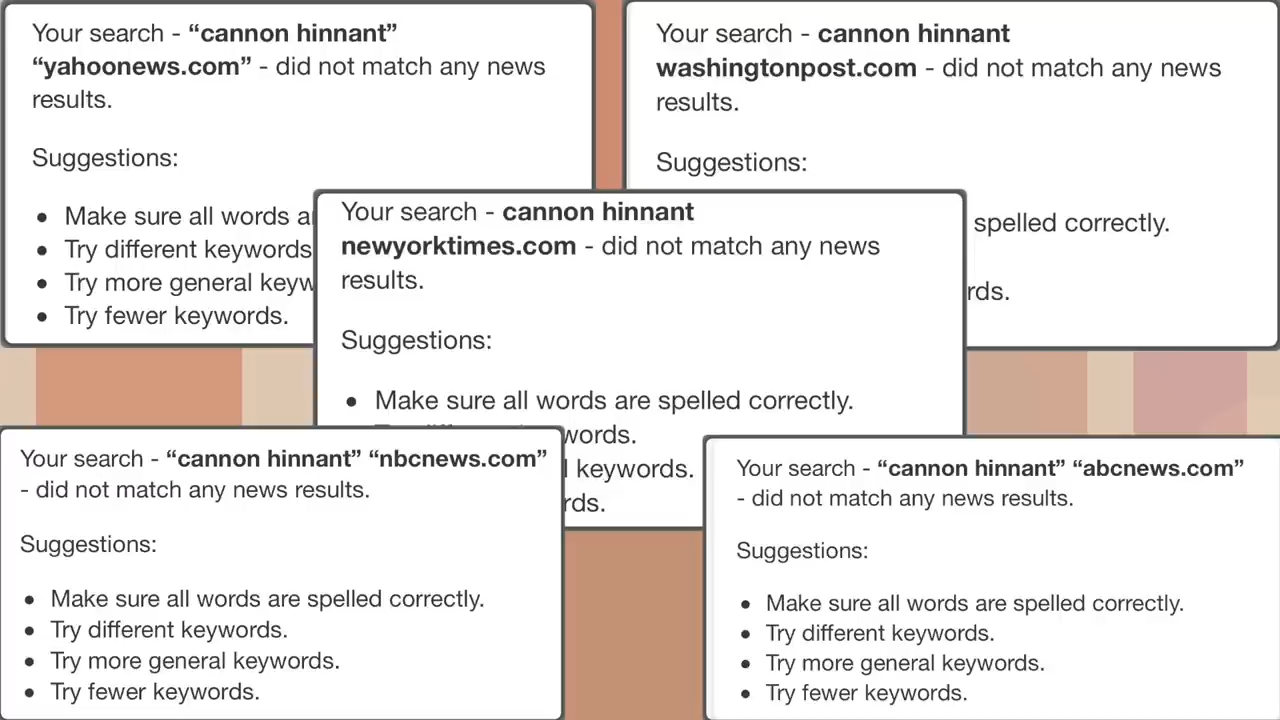 Your search - “cannon hinnant”
“yahoonews.com” - did not match any news
results.
Suggestions:
• Make sure all words
• Try different keywords
• Try more general
• Try fewer keywords.
Your search - cannon hinnant
washingtonpost.com - did not match any news
results.
Suggestions:
spelled correctly.
Your search - cannon hinnant
newyorktimes.com - did not match any news
results.
Suggestions:
• Make sure all words are spelled correctly.
keywords.
Your search - “cannon hinnant” “nbcnews.com”
- did not match any news results.
Suggestions:
• Make sure all words are spelled correctly.
• Try different keywords.
• Try more general keywords.
• Try fewer keywords.
Your search - “cannon hinnant” “abcnews.com”
- did not match any news results.
Suggestions:
• Make sure all words are spelled correctly.
• Try different keywords.
• Try more general keywords.
• Try fewer keywords.